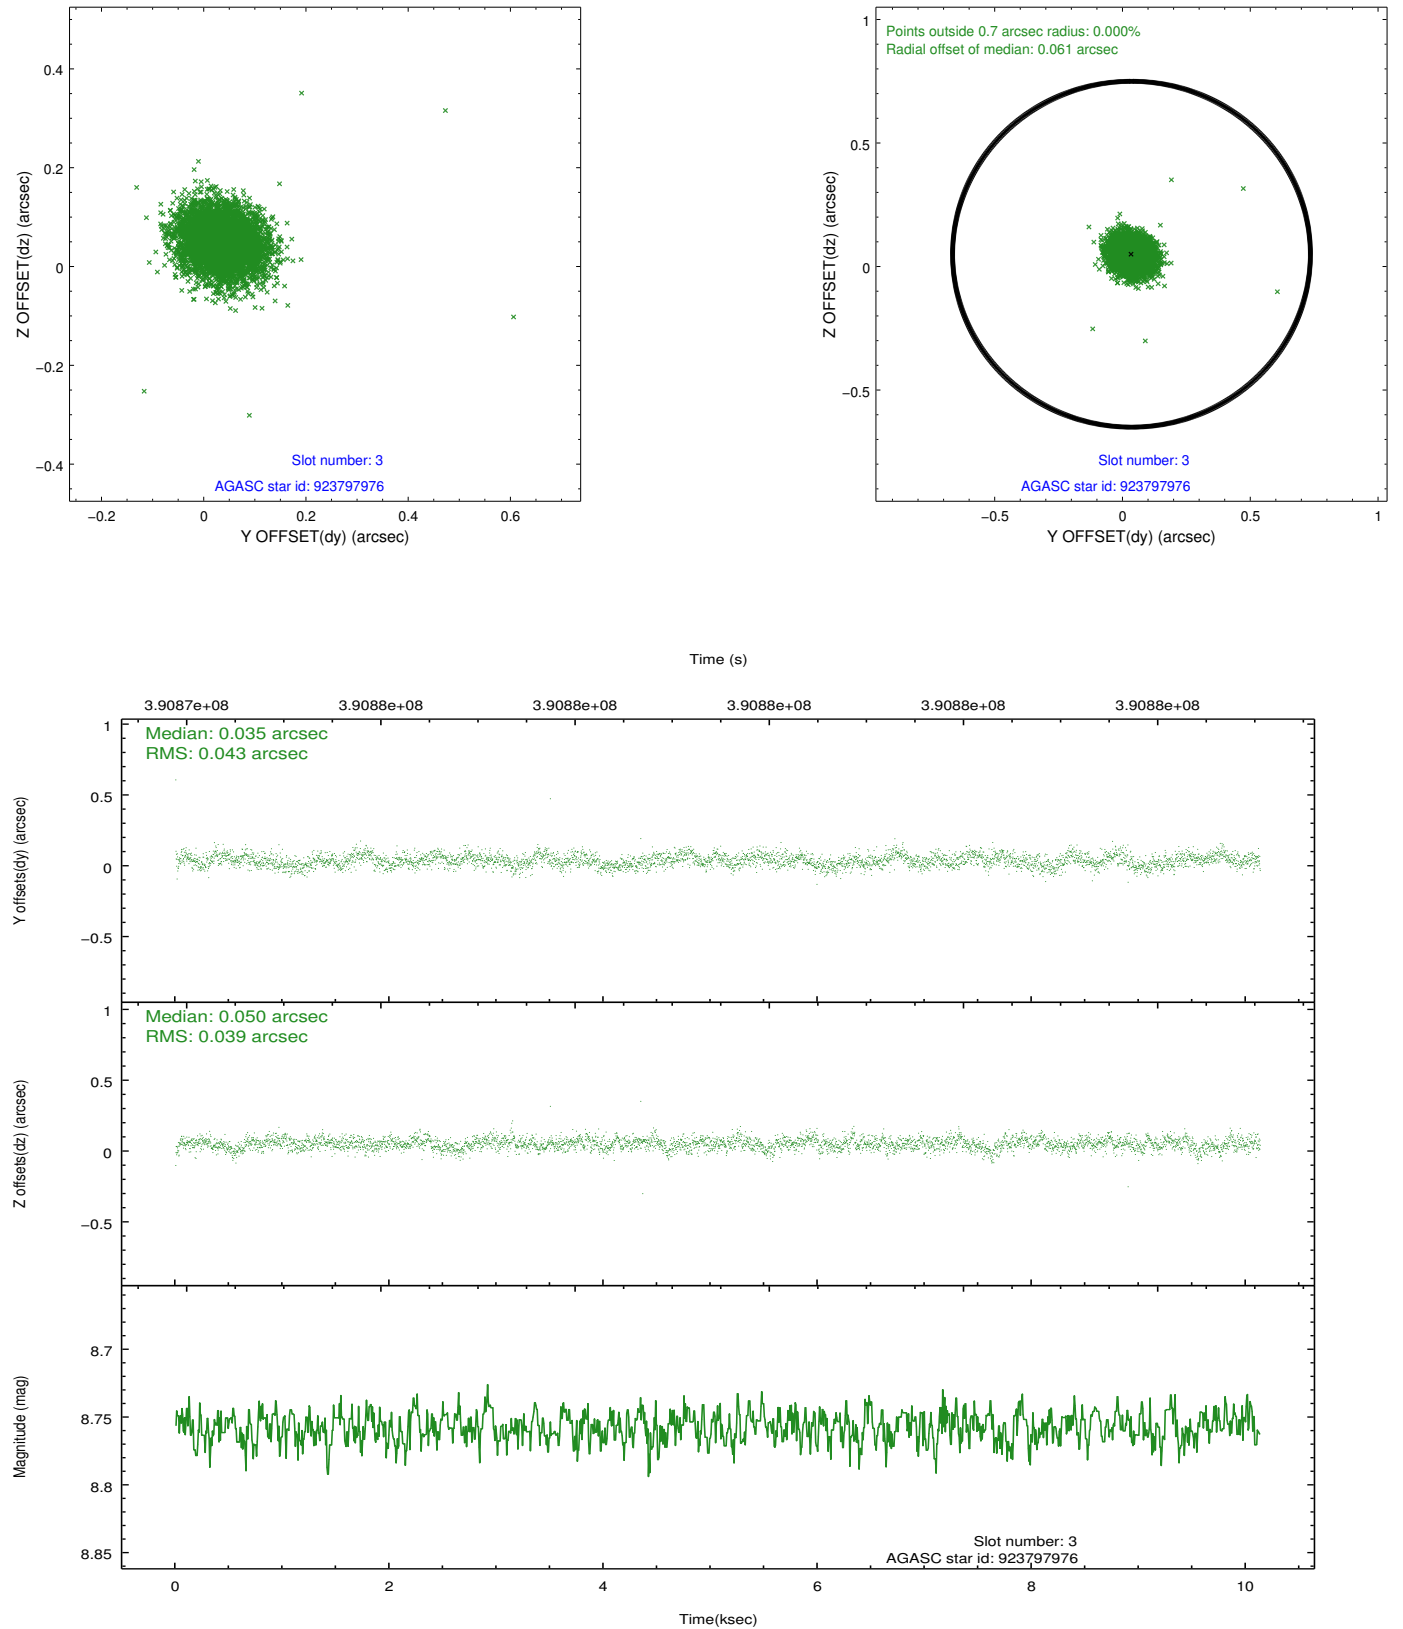 0.4
0.2
0
−0.2
−0.4
Z OFFSET(dz) (arcsec)
Slot number: 3
AGASC star id: 923797976
−0.2 0 0.2 0.4 0.6
Y OFFSET(dy) (arcsec)
Points outside 0.7 arcsec radius: 0.000%
Radial offset of median: 0.061 arcsec
1
0.5
0
−0.5
Z OFFSET(dz) (arcsec)
Slot number: 3
AGASC star id: 923797976
−0.5 0 0.5 1
Y OFFSET(dy) (arcsec)
Time (s)
3.9087e+08 3.9088e+08 3.9088e+08 3.9088e+08 3.9088e+08 3.9088e+08
Median: 0.035 arcsec
RMS: 0.043 arcsec
1
0.5
0
−0.5
Y offsets(dy) (arcsec)
Median: 0.050 arcsec
RMS: 0.039 arcsec
1
0.5
0
−0.5
Z offsets(dz) (arcsec)
8.7
8.75
8.8
8.85
Magnitude (mag)
Slot number: 3
AGASC star id: 923797976
0 2 4 6 8 10
Time(ksec)